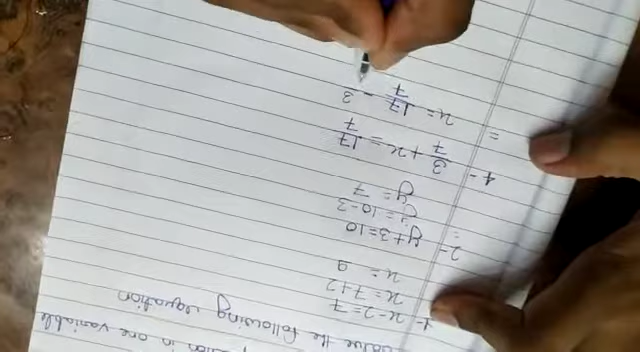 in one variable
Solve the following equation
1- x - 2 = 7
x = 7+2
x = 9
2- y + 3 = 10
= y = 10-3
y = 7
4- 3/7 + x = 17/7
= x = 17/7 - 3